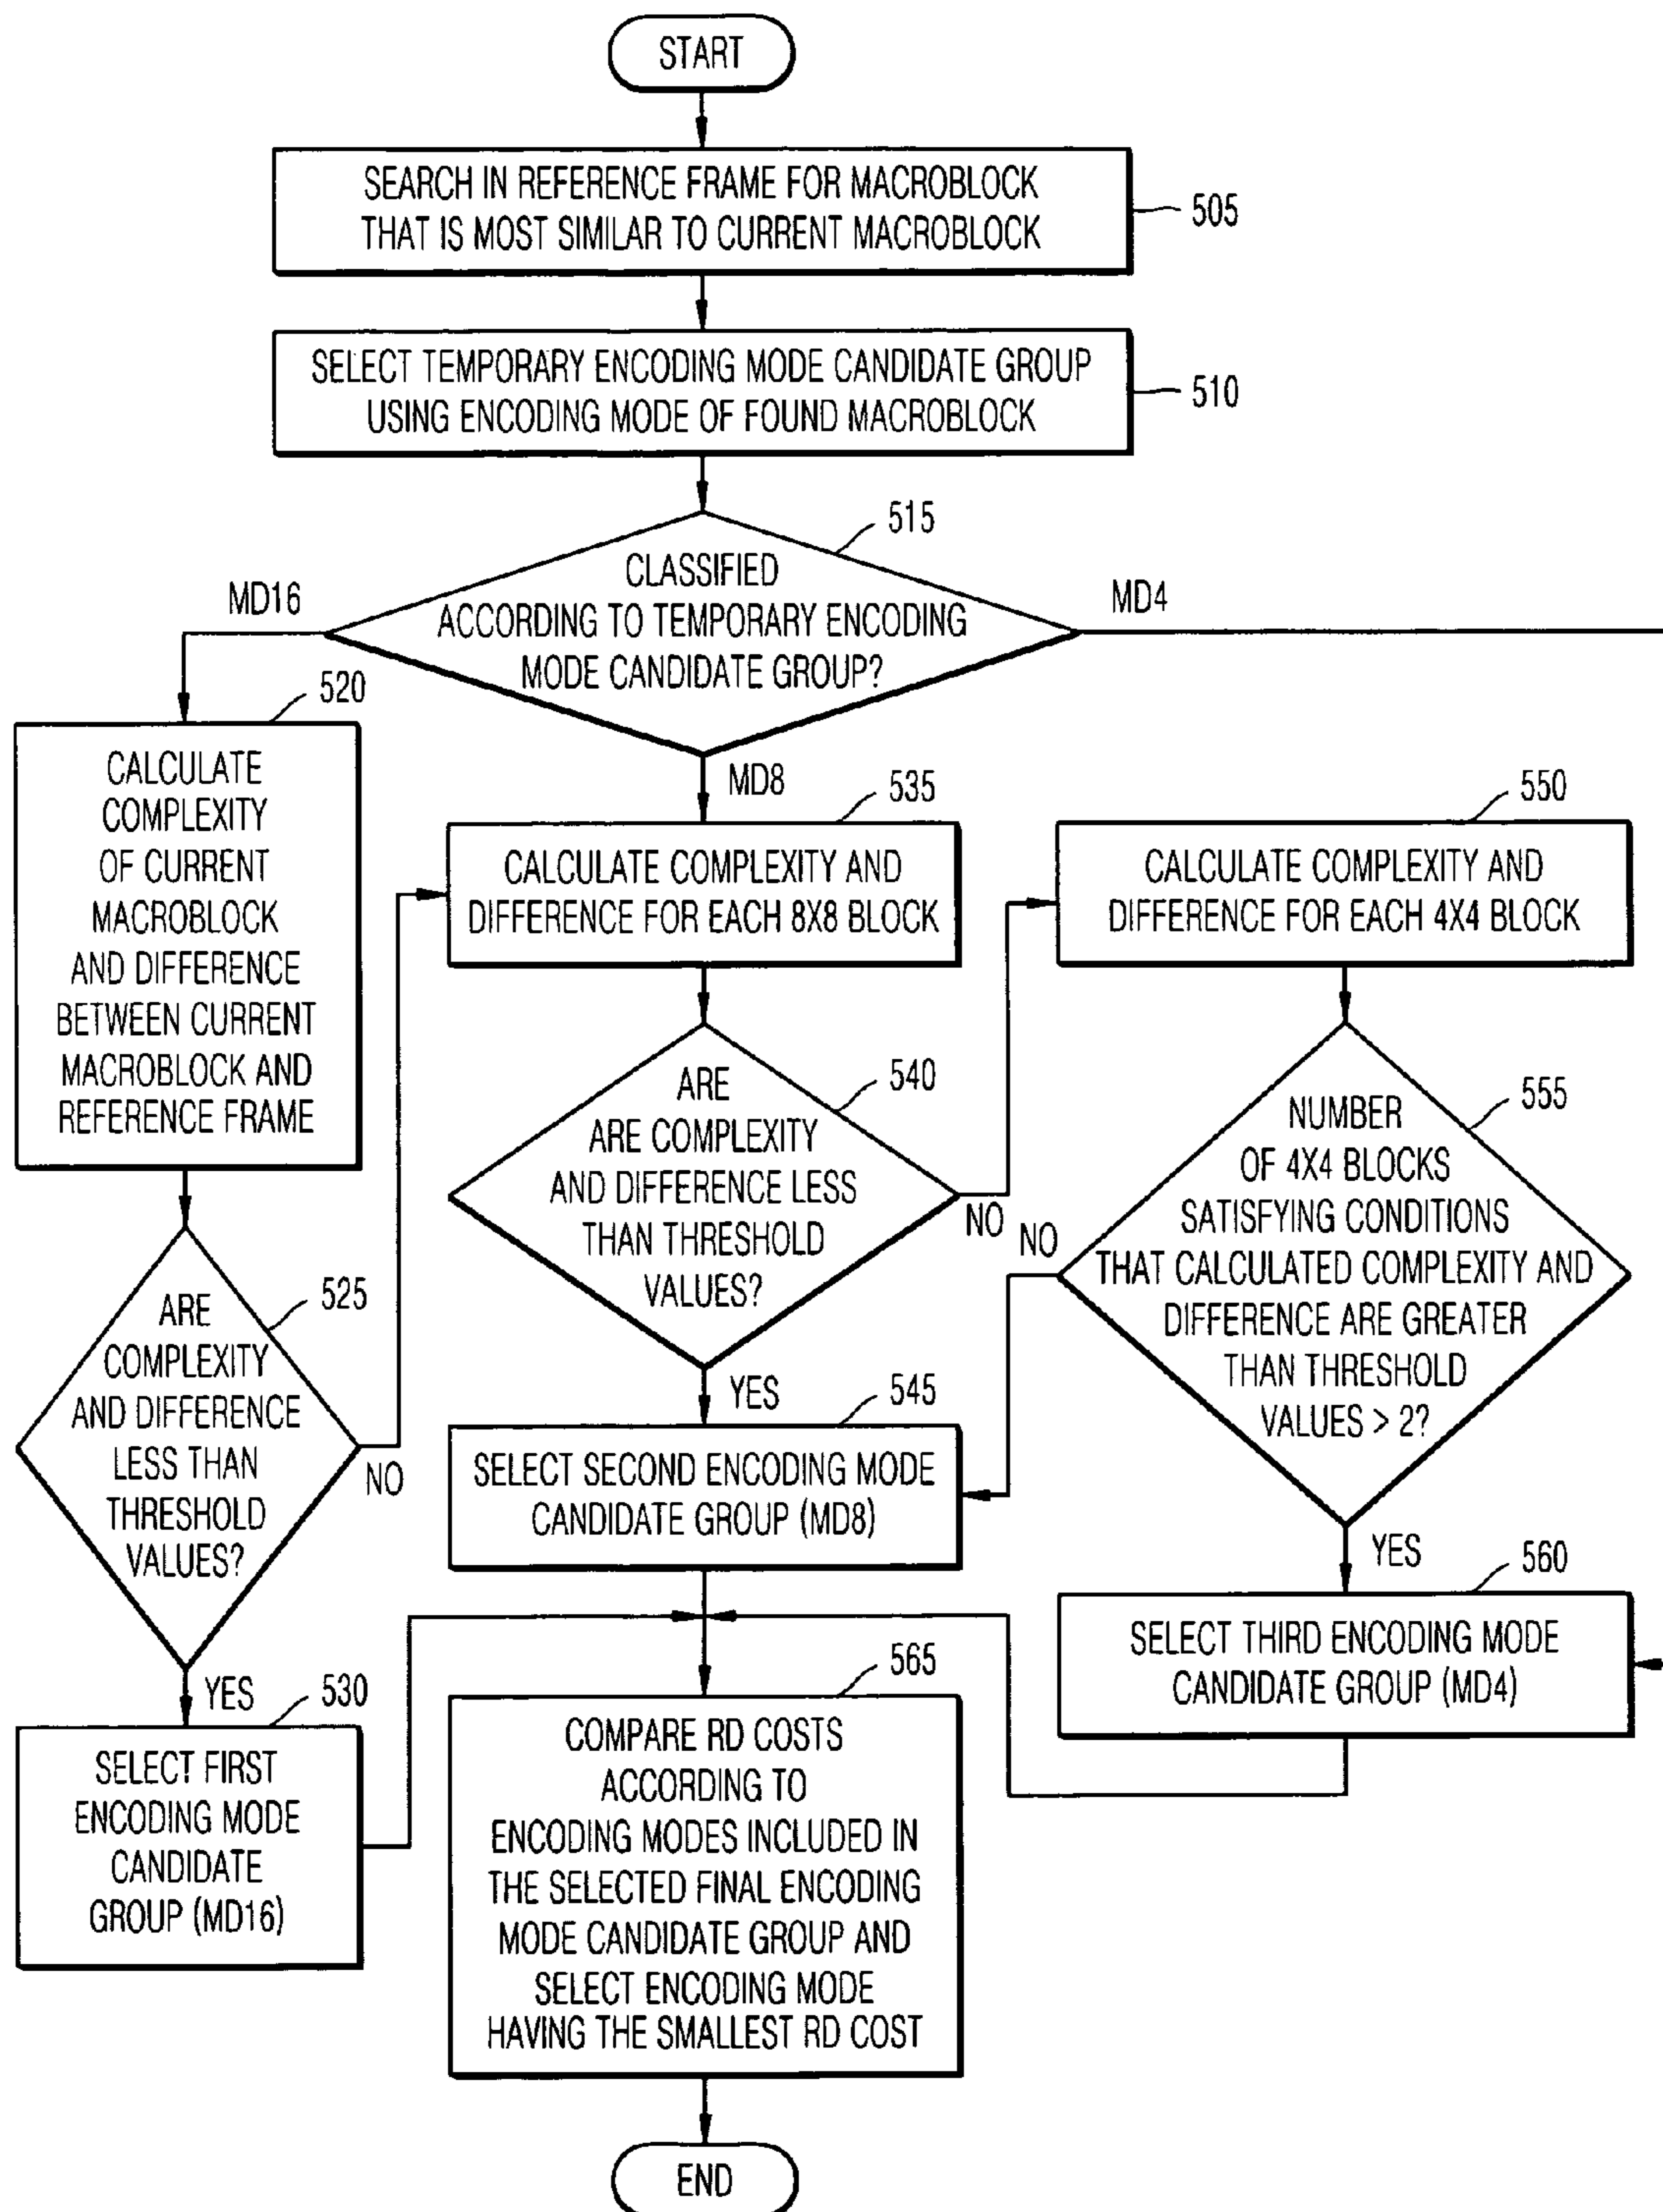 START
SEARCH IN REFERENCE FRAME FOR MACROBLOCK
THAT IS MOST SIMILAR TO CURRENT MACROBLOCK
505
SELECT TEMPORARY ENCODING MODE CANDIDATE GROUP
USING ENCODING MODE OF FOUND MACROBLOCK
510
515
CLASSIFIED
ACCORDING TO TEMPORARY ENCODING
MODE CANDIDATE GROUP?
MD16
MD4
MD8
520
CALCULATE
COMPLEXITY
OF CURRENT
MACROBLOCK
AND DIFFERENCE
BETWEEN CURRENT
MACROBLOCK AND
REFERENCE FRAME
535
CALCULATE COMPLEXITY AND
DIFFERENCE FOR EACH 8X8 BLOCK
550
CALCULATE COMPLEXITY AND
DIFFERENCE FOR EACH 4X4 BLOCK
525
ARE
COMPLEXITY
AND DIFFERENCE
LESS THAN
THRESHOLD
VALUES?
NO
YES
540
ARE
ARE COMPLEXITY
AND DIFFERENCE LESS
THAN THRESHOLD
VALUES?
NO
YES
555
NUMBER
OF 4X4 BLOCKS
SATISFYING CONDITIONS
THAT CALCULATED COMPLEXITY AND
DIFFERENCE ARE GREATER
THAN THRESHOLD
VALUES > 2?
NO
YES
545
SELECT SECOND ENCODING MODE
CANDIDATE GROUP (MD8)
560
SELECT THIRD ENCODING MODE
CANDIDATE GROUP (MD4)
530
SELECT FIRST
ENCODING MODE
CANDIDATE
GROUP (MD16)
565
COMPARE RD COSTS
ACCORDING TO
ENCODING MODES INCLUDED IN
THE SELECTED FINAL ENCODING
MODE CANDIDATE GROUP AND
SELECT ENCODING MODE
HAVING THE SMALLEST RD COST
END